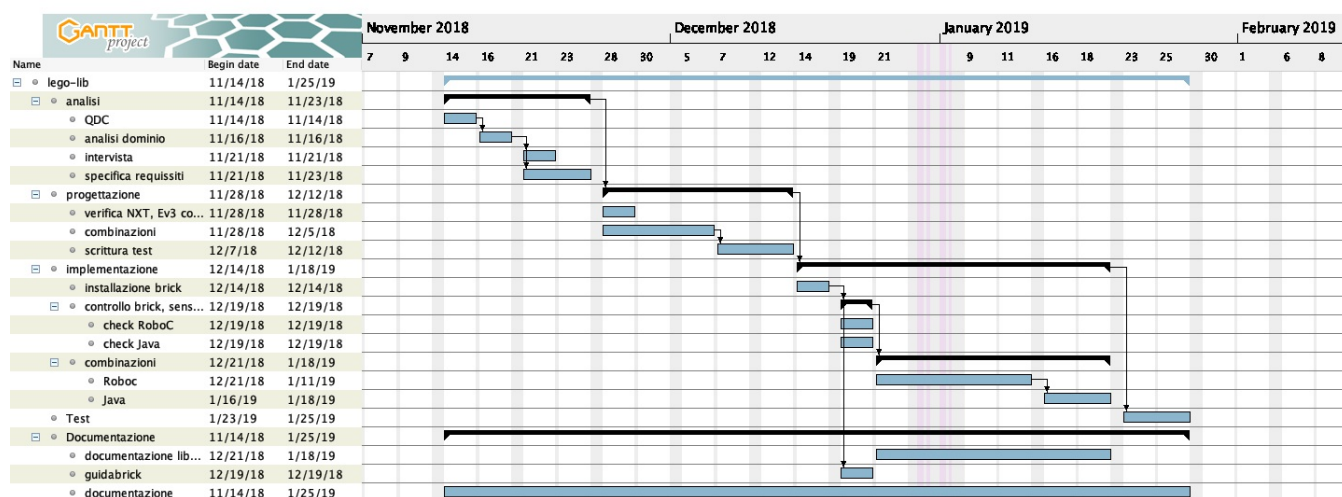 GANTT project
November 2018 December 2018 January 2019 February 2019
7 9 14 16 21 23 28 30 5 7 12 14 19 21 9 11 16 18 23 25 30 1 6 8
Name Begin date End date
lego-lib 11/14/18 1/25/19
analisi 11/14/18 11/23/18
QDC 11/14/18 11/14/18
analisi dominio 11/16/18 11/16/18
intervista 11/21/18 11/21/18
specifica requissiti 11/21/18 11/23/18
progettazione 11/28/18 12/12/18
verifica NXT, Ev3 co... 11/28/18 11/28/18
combinazioni 11/28/18 12/5/18
scrittura test 12/7/18 12/12/18
implementazione 12/14/18 1/18/19
installazione brick 12/14/18 12/14/18
controllo brick, sens... 12/19/18 12/19/18
check RoboC 12/19/18 12/19/18
check Java 12/19/18 12/19/18
combinazioni 12/21/18 1/18/19
Roboc 12/21/18 1/11/19
Java 1/16/19 1/18/19
Test 1/23/19 1/25/19
Documentazione 11/14/18 1/25/19
documentazione lib... 12/21/18 1/18/19
guidabrick 12/19/18 12/19/18
documentazione 11/14/18 1/25/19